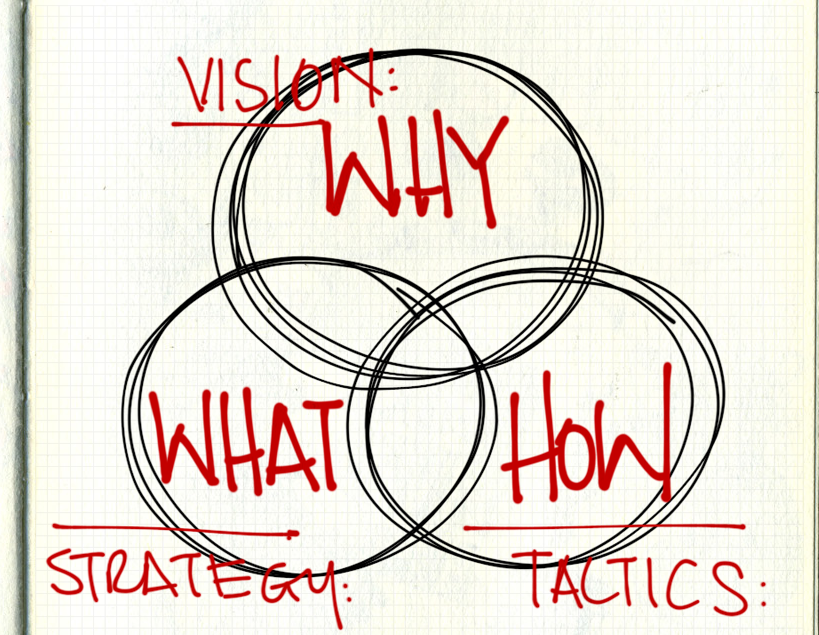 VISION:
WHY
WHAT
HOW
STRATEGY:
TACTICS: